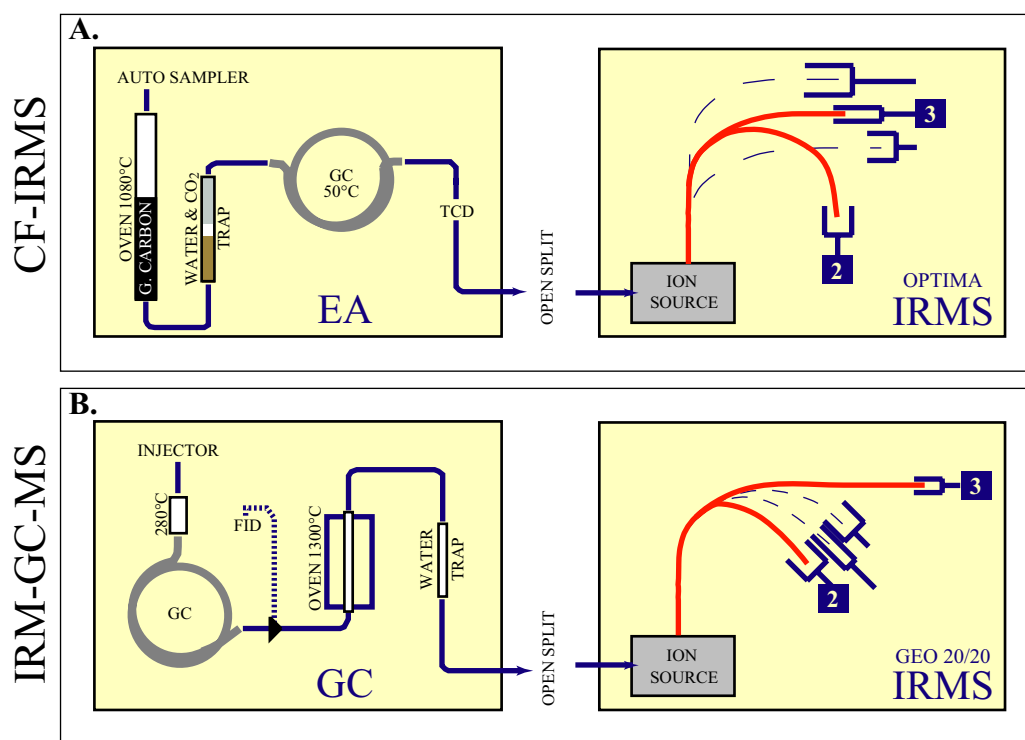 CF-IRMS
A.
AUTO SAMPLER
OVEN 1080°C
G. CARBON
WATER & CO2
TRAP
GC
50°C
TCD
EA
OPEN SPLIT
ION
SOURCE
3
2
OPTIMA
IRMS
IRM-GC-MS
B.
INJECTOR
280°C
GC
FID
OVEN 1300°C
WATER
TRAP
GC
OPEN SPLIT
ION
SOURCE
3
2
GEO 20/20
IRMS